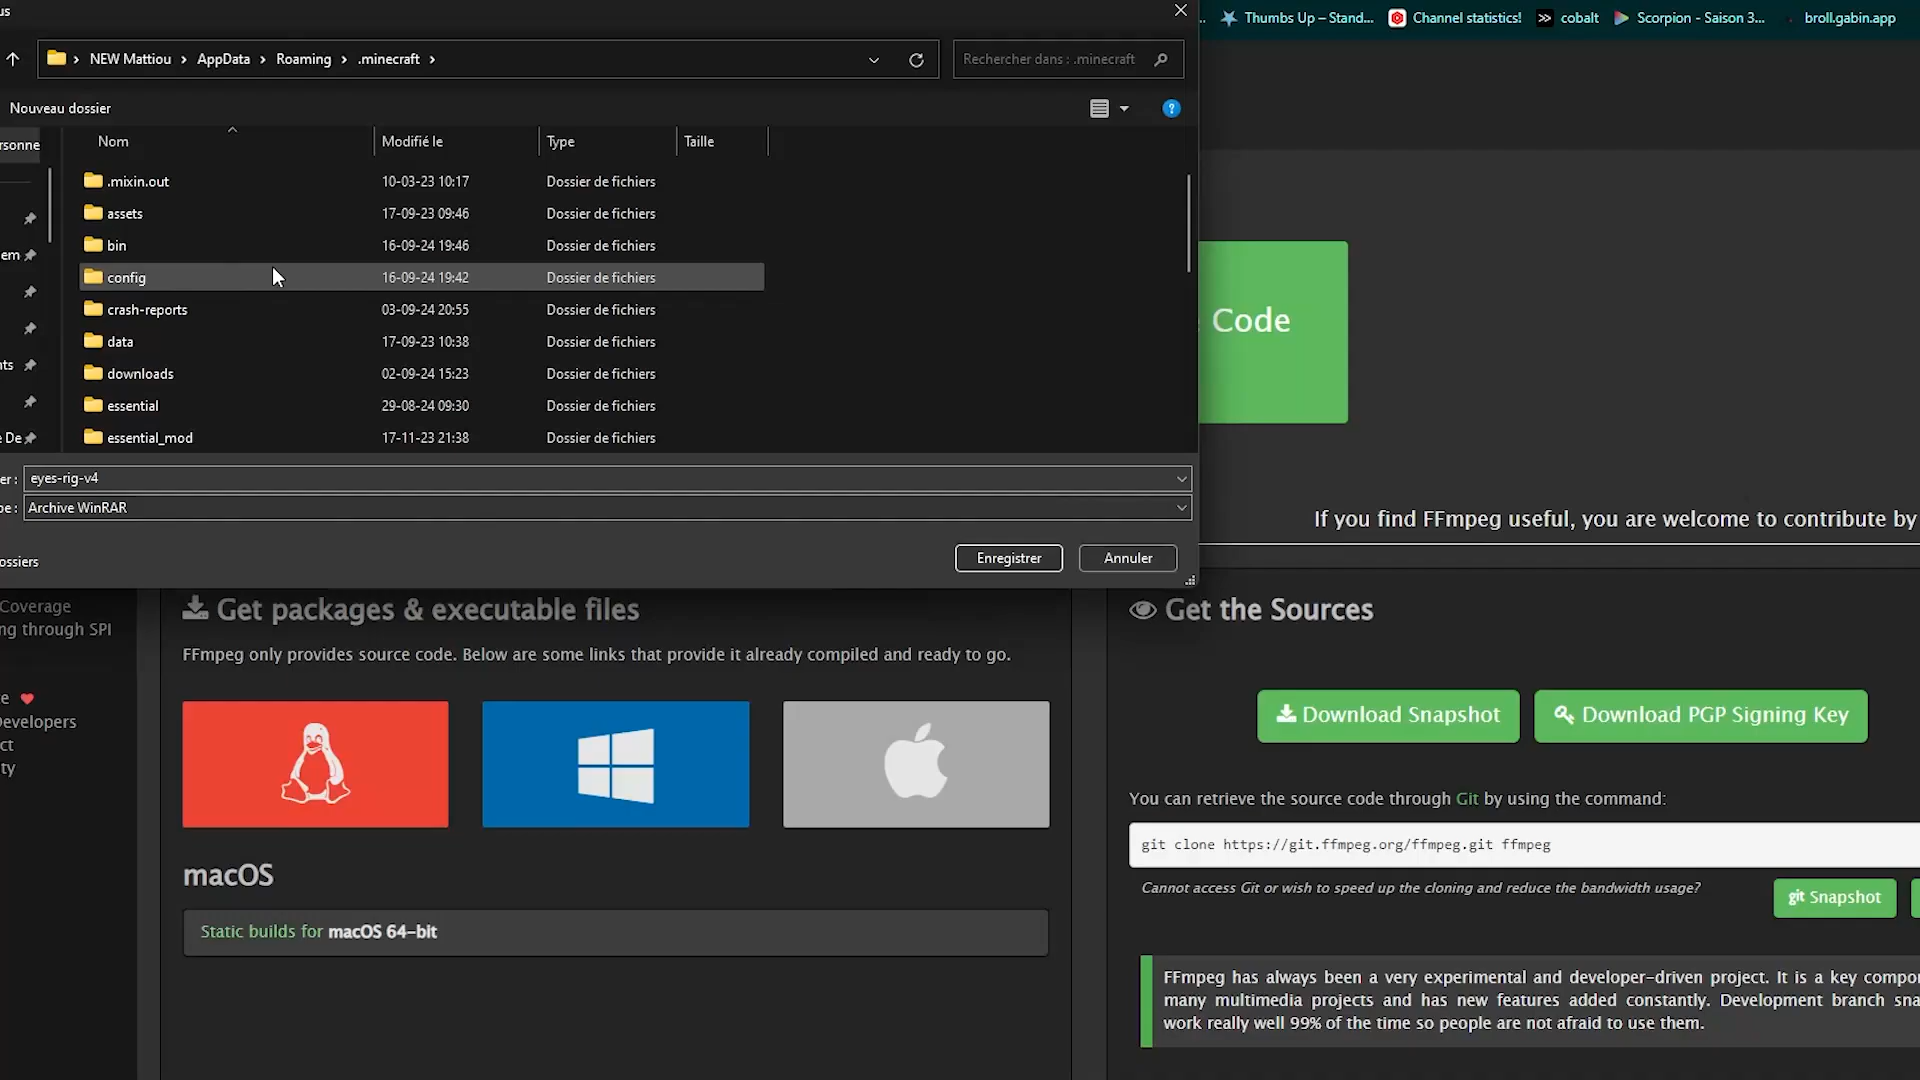 us
Thumbs Up – Stand...
Channel statistics!
cobalt
Scorpion - Saison 3...
broll.gabin.app
NEW Mattiou > AppData > Roaming > .minecraft >
Rechercher dans : .minecraft
Nouveau dossier
rsonne
Nom
Modifié le
Type
Taille
.mixin.out 10-03-23 10:17 Dossier de fichiers
assets 17-09-23 09:46 Dossier de fichiers
bin 16-09-24 19:46 Dossier de fichiers
em
config 16-09-24 19:42 Dossier de fichiers
crash-reports 03-09-24 20:55 Dossier de fichiers
data 17-09-23 10:38 Dossier de fichiers
nts
downloads 02-09-24 15:23 Dossier de fichiers
essential 29-08-24 09:30 Dossier de fichiers
e De
essential_mod 17-11-23 21:38 Dossier de fichiers
Code
er : eyes-rig-v4
pe : Archive WinRAR
ossiers
Enregistrer
Annuler
If you find FFmpeg useful, you are welcome to contribute by
Coverage
ng through SPI
e
Developers
ct
ty
Get packages & executable files
FFmpeg only provides source code. Below are some links that provide it already compiled and ready to go.
macOS
Static builds for macOS 64-bit
Get the Sources
Download Snapshot
Download PGP Signing Key
You can retrieve the source code through Git by using the command:
git clone https://git.ffmpeg.org/ffmpeg.git ffmpeg
Cannot access Git or wish to speed up the cloning and reduce the bandwidth usage?
git Snapshot
FFmpeg has always been a very experimental and developer-driven project. It is a key compo
many multimedia projects and has new features added constantly. Development branch sna
work really well 99% of the time so people are not afraid to use them.